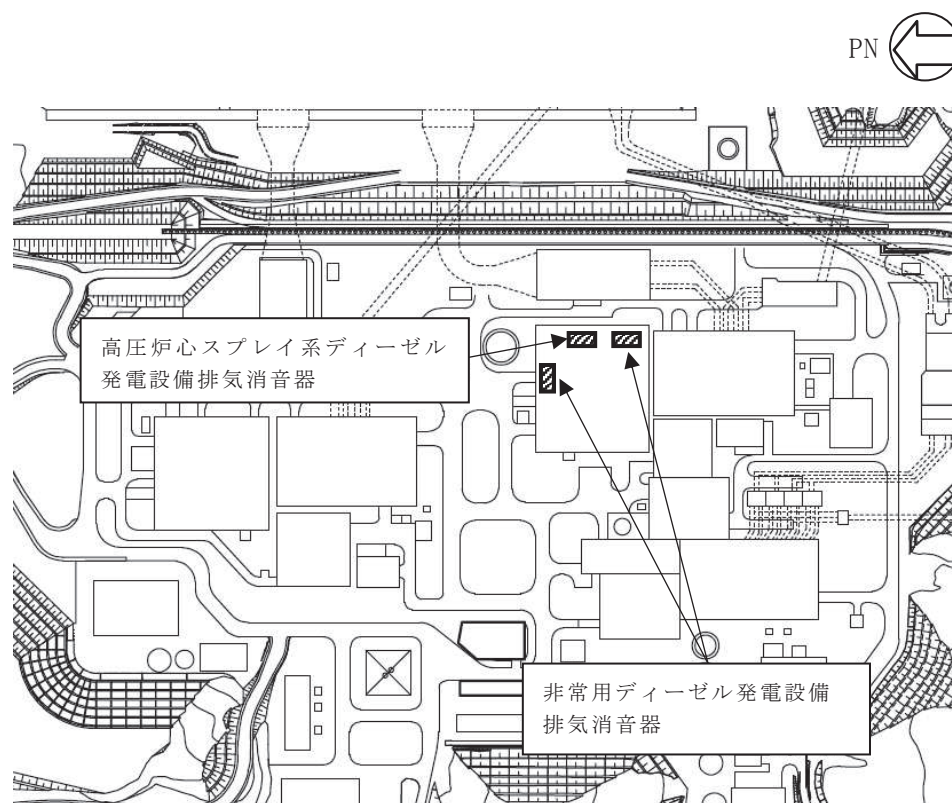 PN
高圧炉心スプレイ系ディーゼル
発電設備排気消音器
非常用ディーゼル発電設備
排気消音器